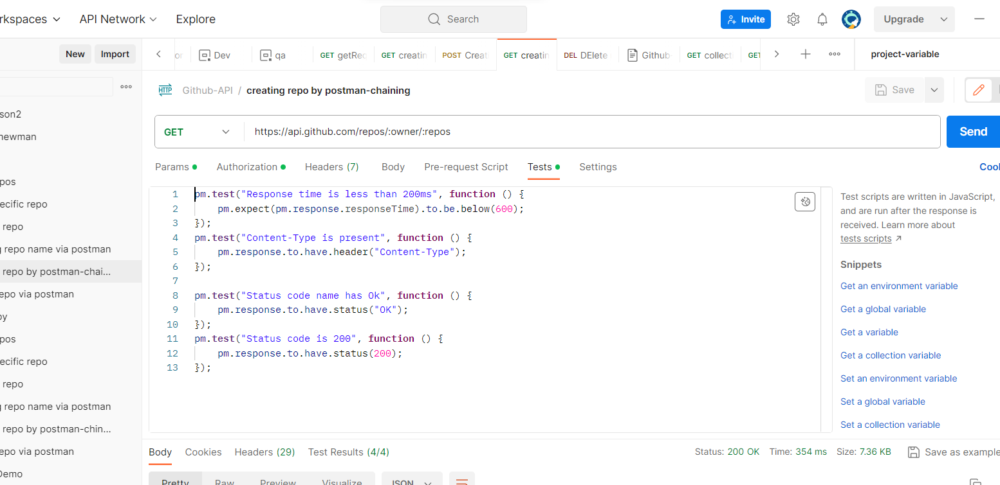 rkspaces API Network Explore Search Invite Upgrade
New Import or Dev qa GET getRec GET creatin POST Creat GET creatin DEL DElete Github GET collect GET project-variable
HTTP Github-API / creating repo by postman-chaining Save
son2
newman
GET https://api.github.com/repos/:owner/:repos Send
Params Authorization Headers (7) Body Pre-request Script Tests Settings Cool
pos
ecific repo
repo
g repo name via postman
repo by postman-chai...
epo via postman
by
pos
ecific repo
repo
g repo name via postman
repo by postman-chin...
epo via postman
Demo
1 pm.test("Response time is less than 200ms", function () {
2 pm.expect(pm.response.responseTime).to.be.below(600);
3 });
4 pm.test("Content-Type is present", function () {
5 pm.response.to.have.header("Content-Type");
6 });
7
8 pm.test("Status code name has Ok", function () {
9 pm.response.to.have.status("OK");
10 });
11 pm.test("Status code is 200", function () {
12 pm.response.to.have.status(200);
13 });
Test scripts are written in JavaScript,
and are run after the response is
received. Learn more about
tests scripts ↗
Snippets
Get an environment variable
Get a global variable
Get a variable
Get a collection variable
Set an environment variable
Set a global variable
Set a collection variable
Body Cookies Headers (29) Test Results (4/4) Status: 200 OK Time: 354 ms Size: 7.36 KB Save as example
Pretty Raw Preview Visualize JSON